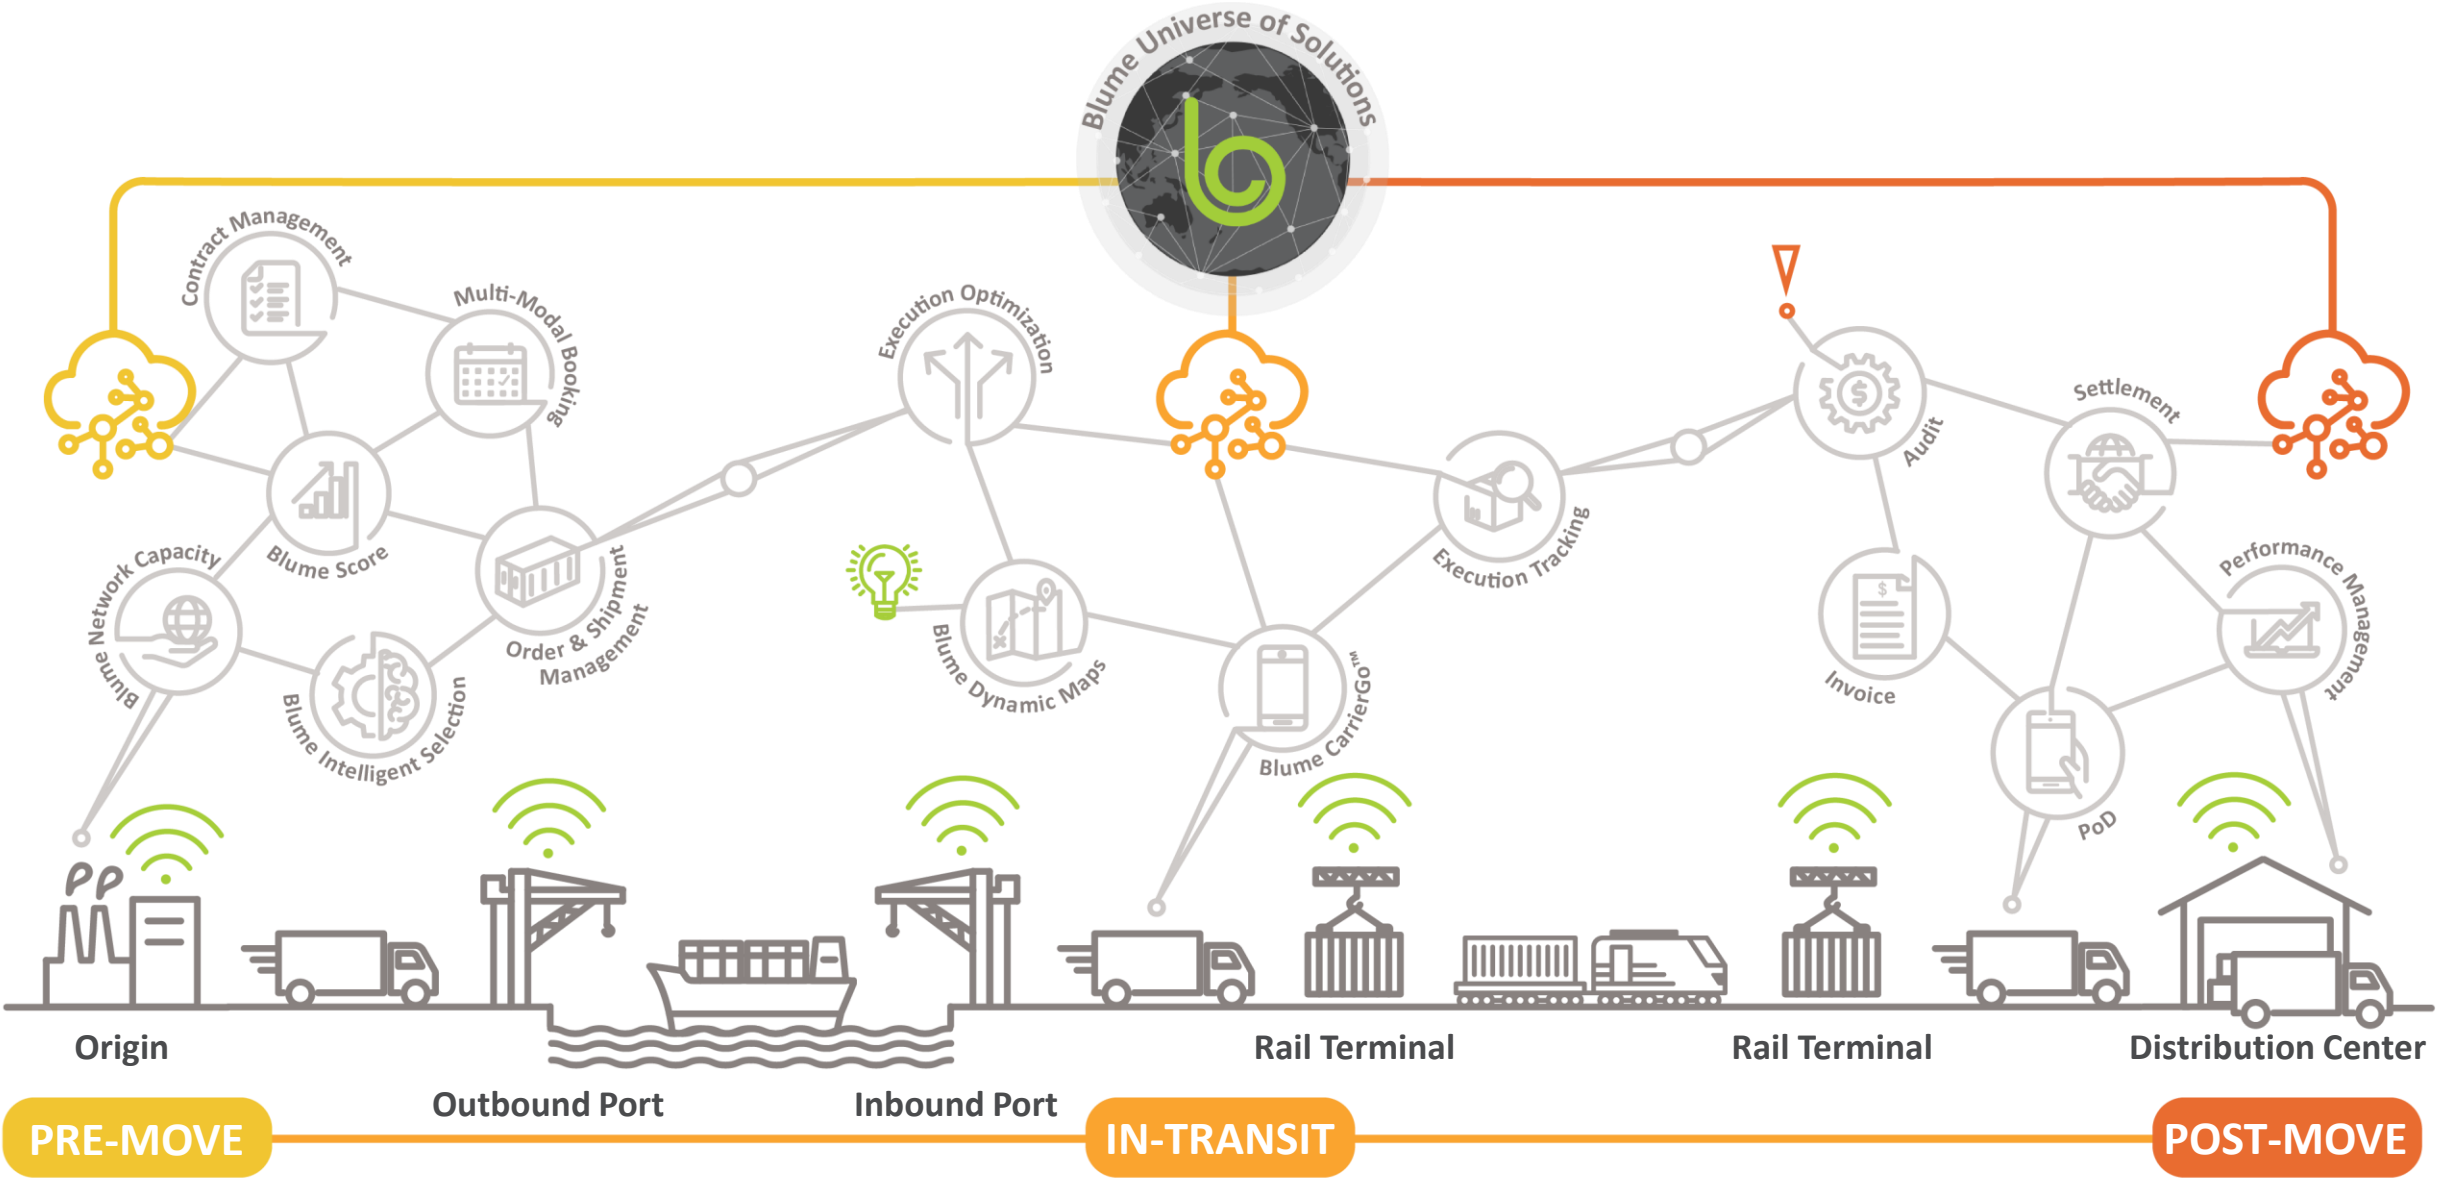 Blume Universe of Solutions
Contract Management
Multi-Modal Booking
Execution Optimization
Settlement
Audit
Blume Score
Execution Tracking
Blume Network Capacity
Order & Shipment
Management
Performance Management
Blume Intelligent Selection
Blume Dynamic Maps
Blume CarrierGo™
Invoice
PoD
Origin
Rail Terminal
Rail Terminal
Distribution Center
Outbound Port
Inbound Port
PRE-MOVE
IN-TRANSIT
POST-MOVE